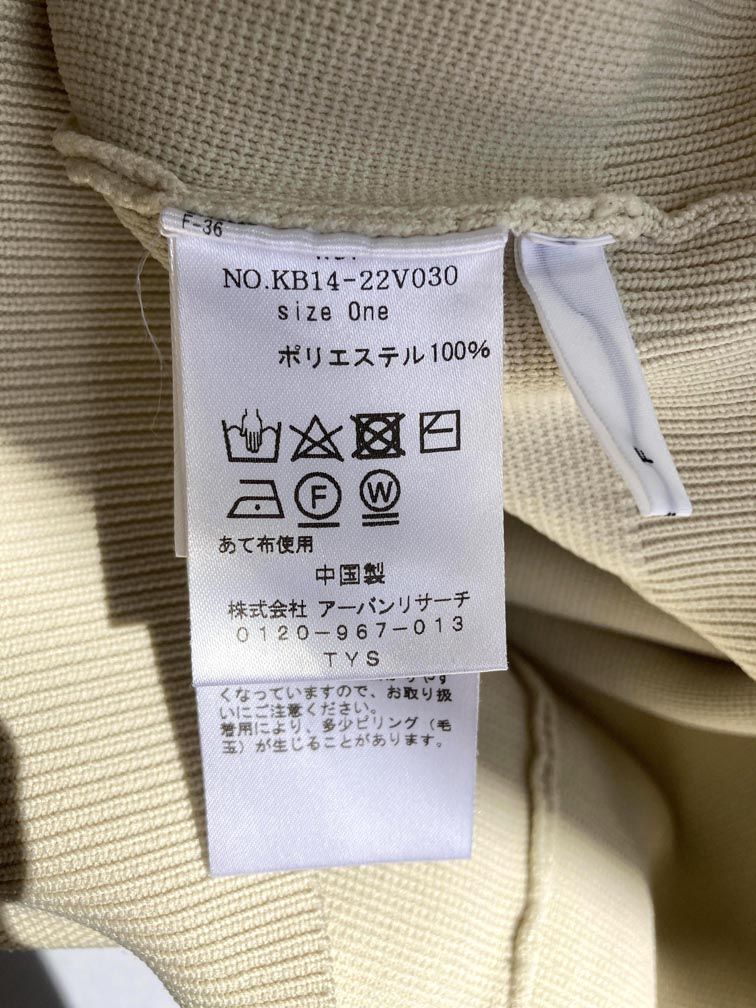 F-36
NO.KB14-22V030
size One
ポリエステル100%
F W
あて布使用
中国製
株式会社 アーバンリサーチ
0120-967-013
TYS
くなっていますので、お取り扱
いにご注意ください。
着用により、多少ピリング（毛
玉）が生じることがあります。
F